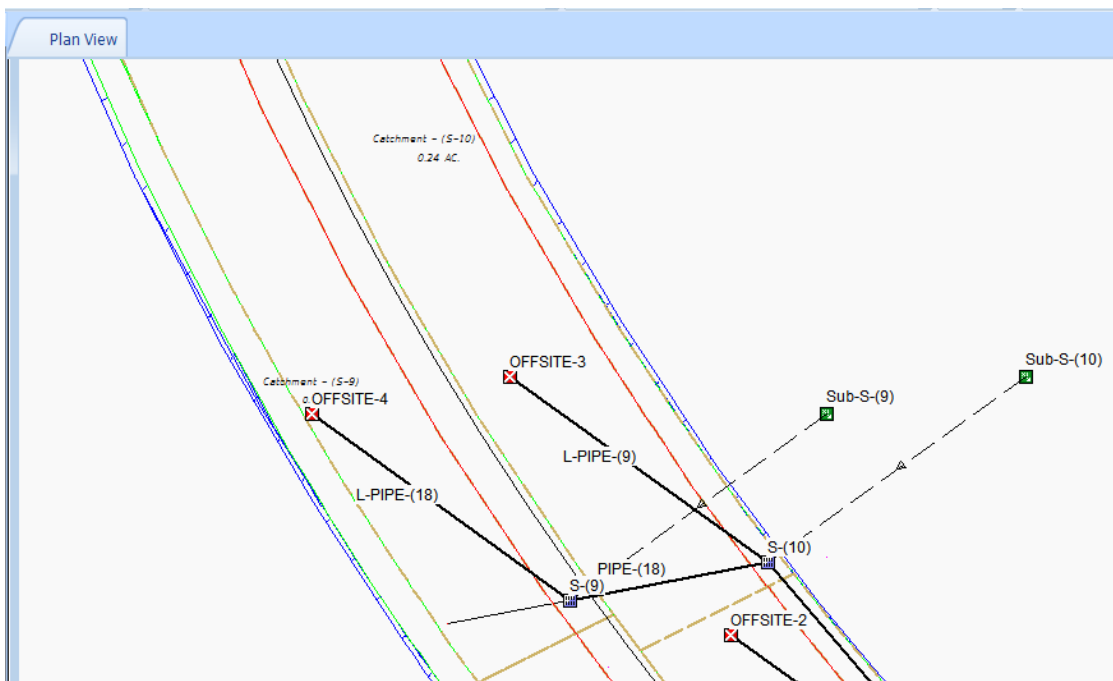 Plan View
Catchment - (S-10)
0.24 AC.
OFFSITE-3
Sub-S-(10)
Catchment - (S-9)
0.
OFFSITE-4
Sub-S-(9)
L-PIPE-(9)
L-PIPE-(18)
S-(10)
PIPE-(18)
S-(9)
OFFSITE-2